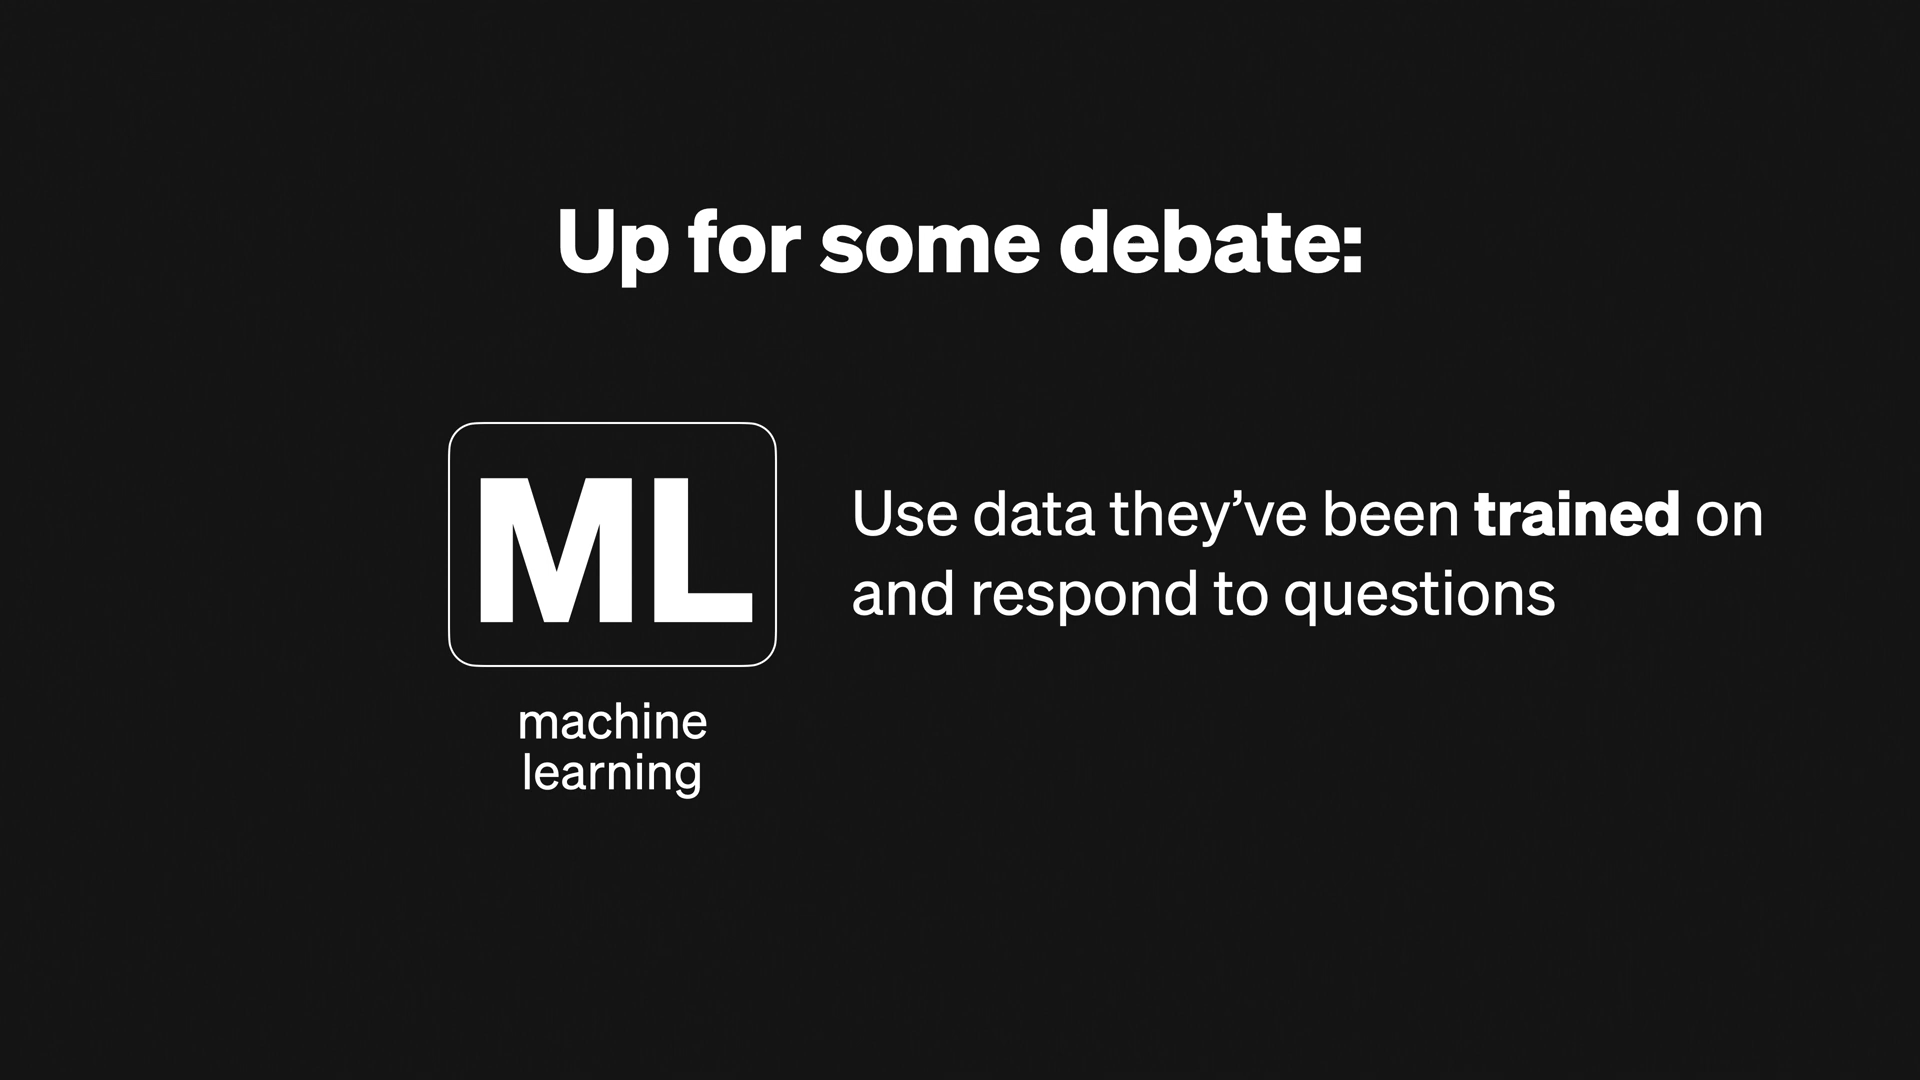 Up for some debate:
ML
machine
learning
Use data they’ve been trained on
and respond to questions